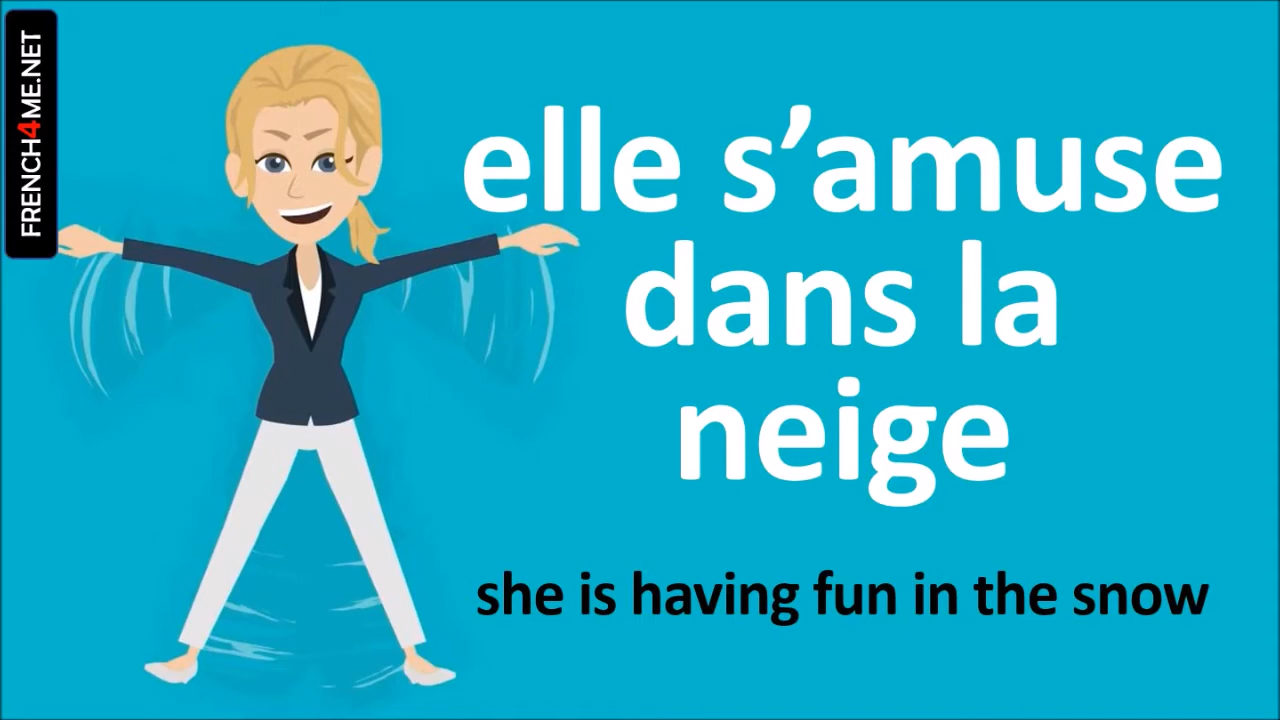 FRENCH4ME.NET
elle s’amuse
dans la
neige
she is having fun in the snow